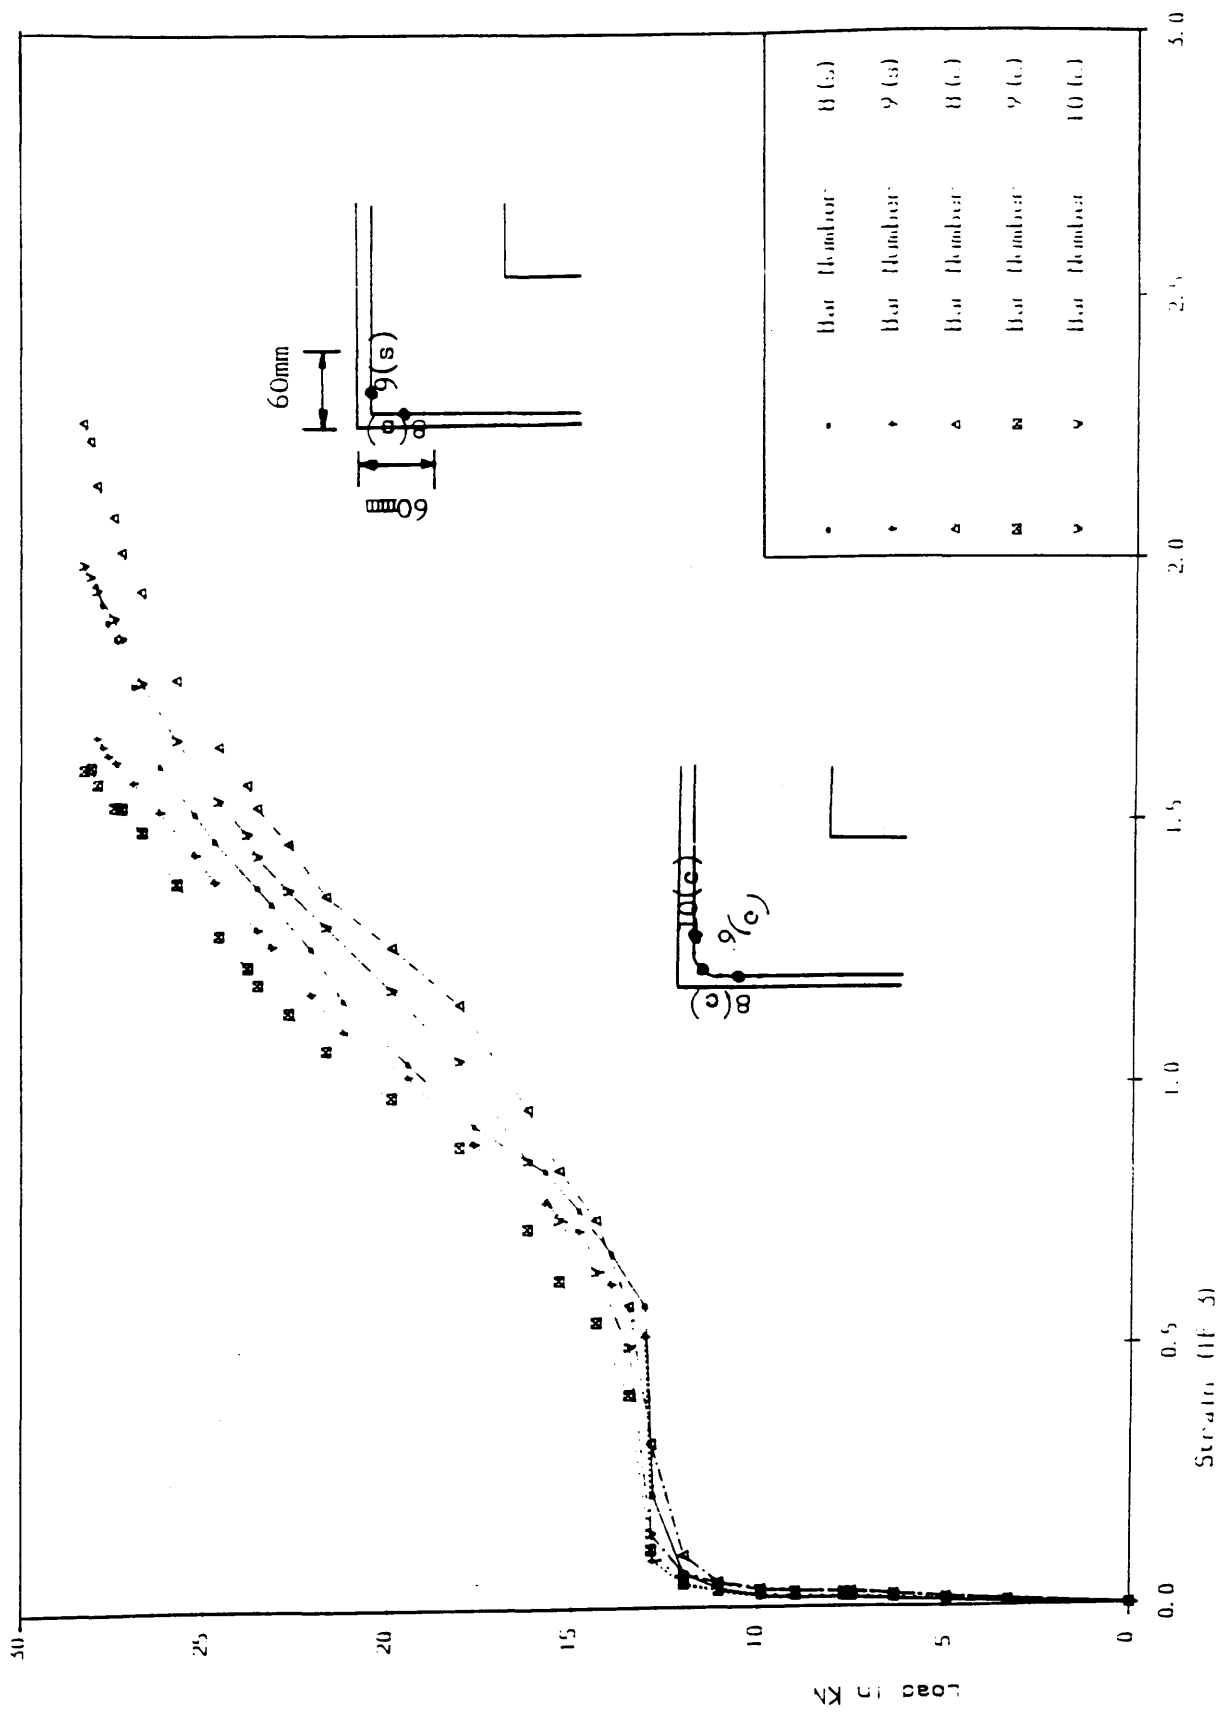 Load in KN
30
25
20
15
10
5
0
0.0
0.5
1.0
1.5
2.0
2.5
3.0
Strain (1E-3)
60mm
60mm
8(s)
9(s)
8(c)
9(c)
10(c)
Bar Number 8(s)
Bar Number 9(s)
Bar Number 8(c)
Bar Number 9(c)
Bar Number 10(c)